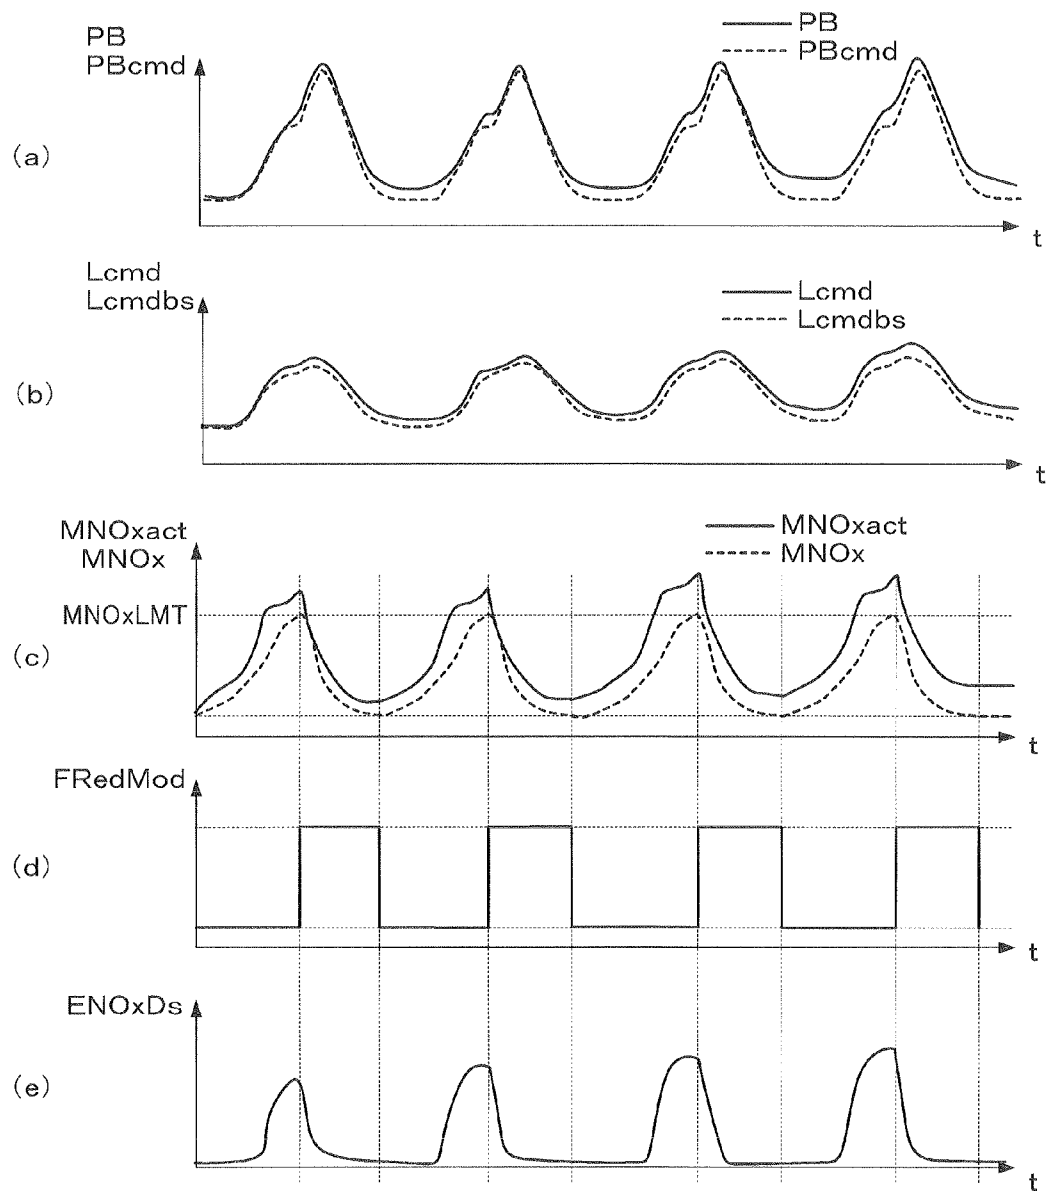 PB
PBcmd
PB
PBcmd
(a)
t
Lcmd
Lcmdbs
Lcmd
Lcmdbs
(b)
t
MNOxact
MNOx
MNOxact
MNOx
MNOxLMT
(c)
t
FRedMod
(d)
t
ENOxDs
(e)
t